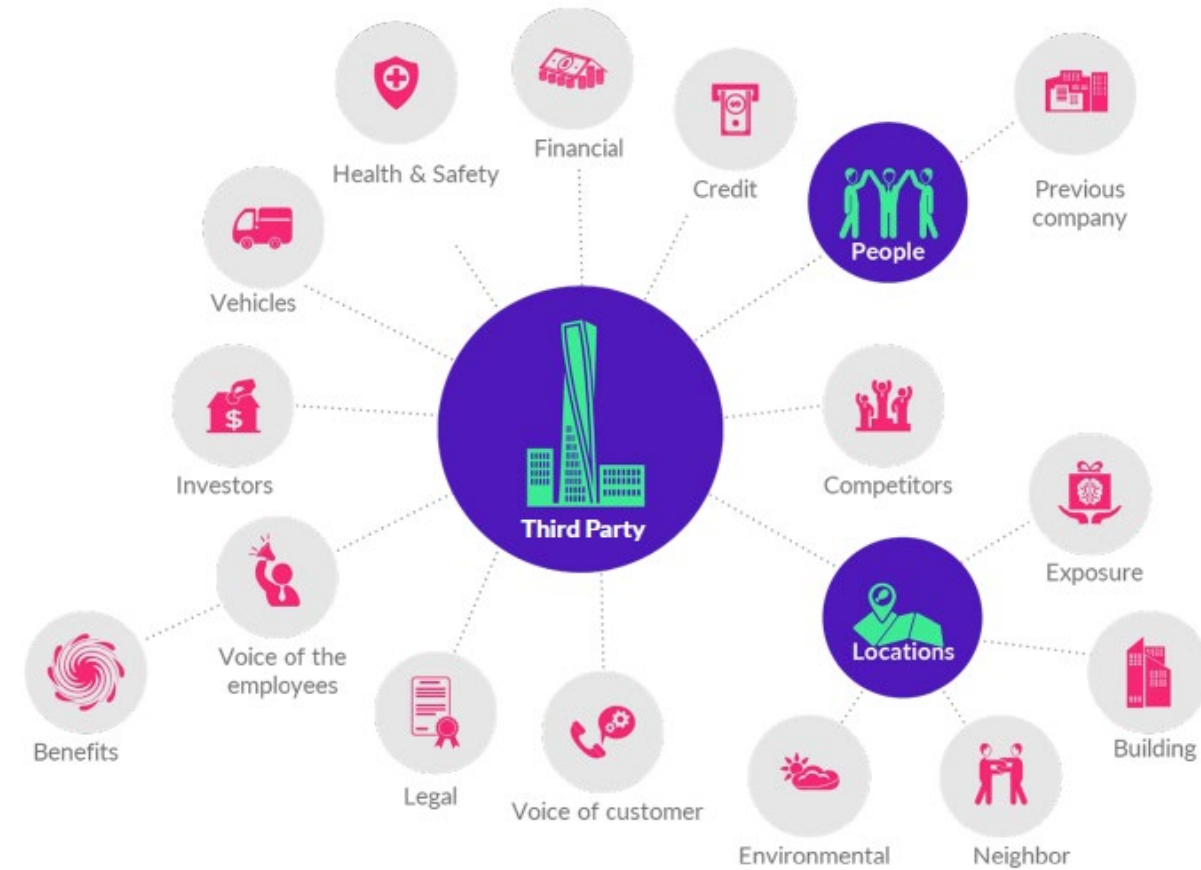 Financial
Health & Safety
Credit
Previous
company
People
Vehicles
Investors
Competitors
Third Party
Exposure
Locations
Voice of the
employees
Benefits
Building
Legal
Voice of customer
Environmental
Neighbor
$